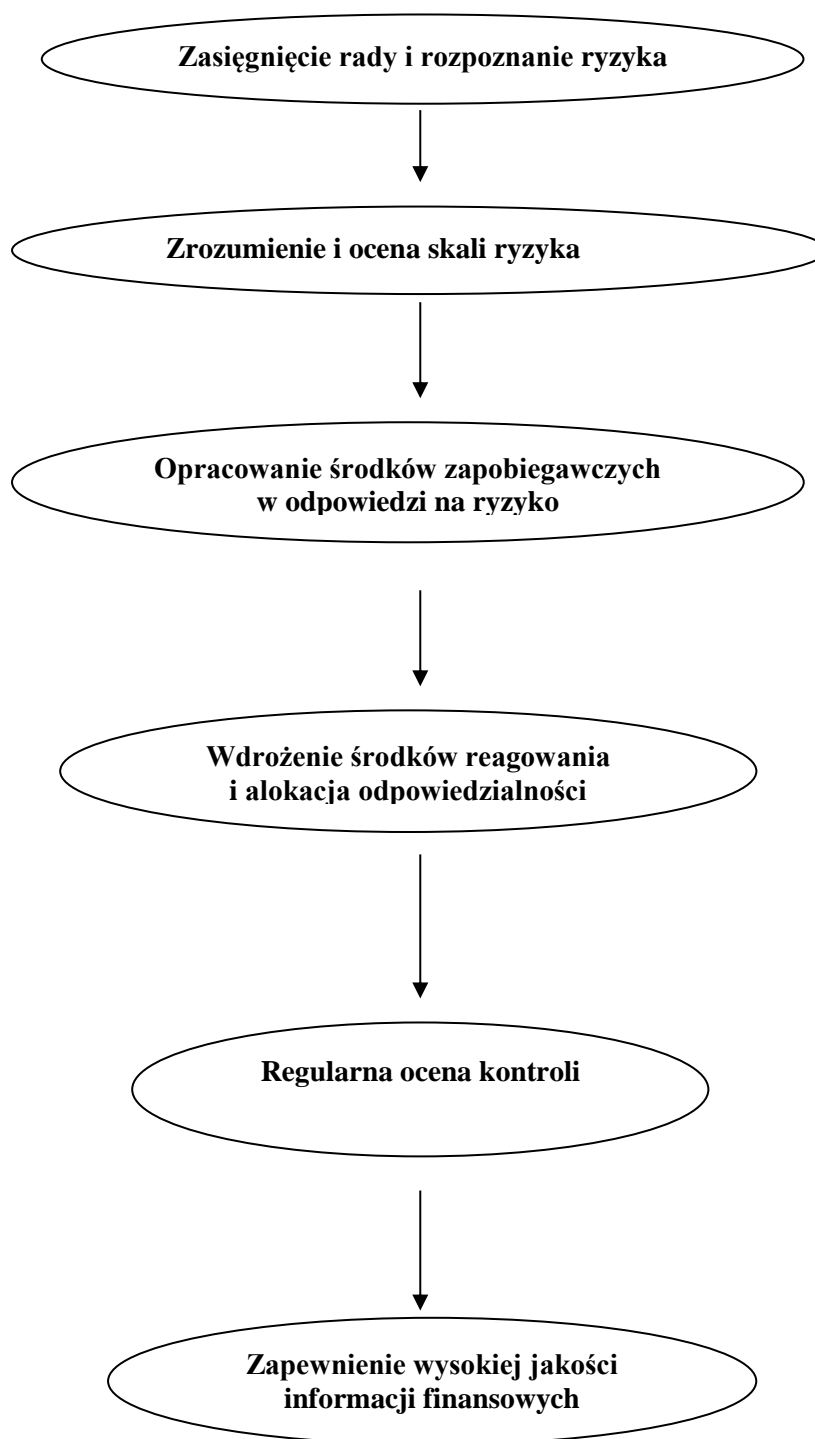 Zasięgnięcie rady i rozpoznanie ryzyka
Zrozumienie i ocena skali ryzyka
Opracowanie środków zapobiegawczych
w odpowiedzi na ryzyko
Wdrożenie środków reagowania
i alokacja odpowiedzialności
Regularna ocena kontroli
Zapewnienie wysokiej jakości
informacji finansowych